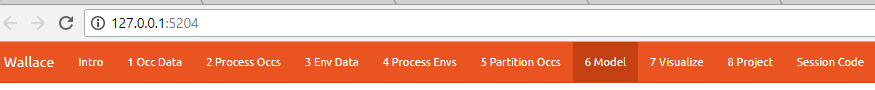 127.0.0.1:5204
Wallace Intro 1 Occ Data 2 Process Occs 3 Env Data 4 Process Envs 5 Partition Occs 6 Model 7 Visualize 8 Project Session Code